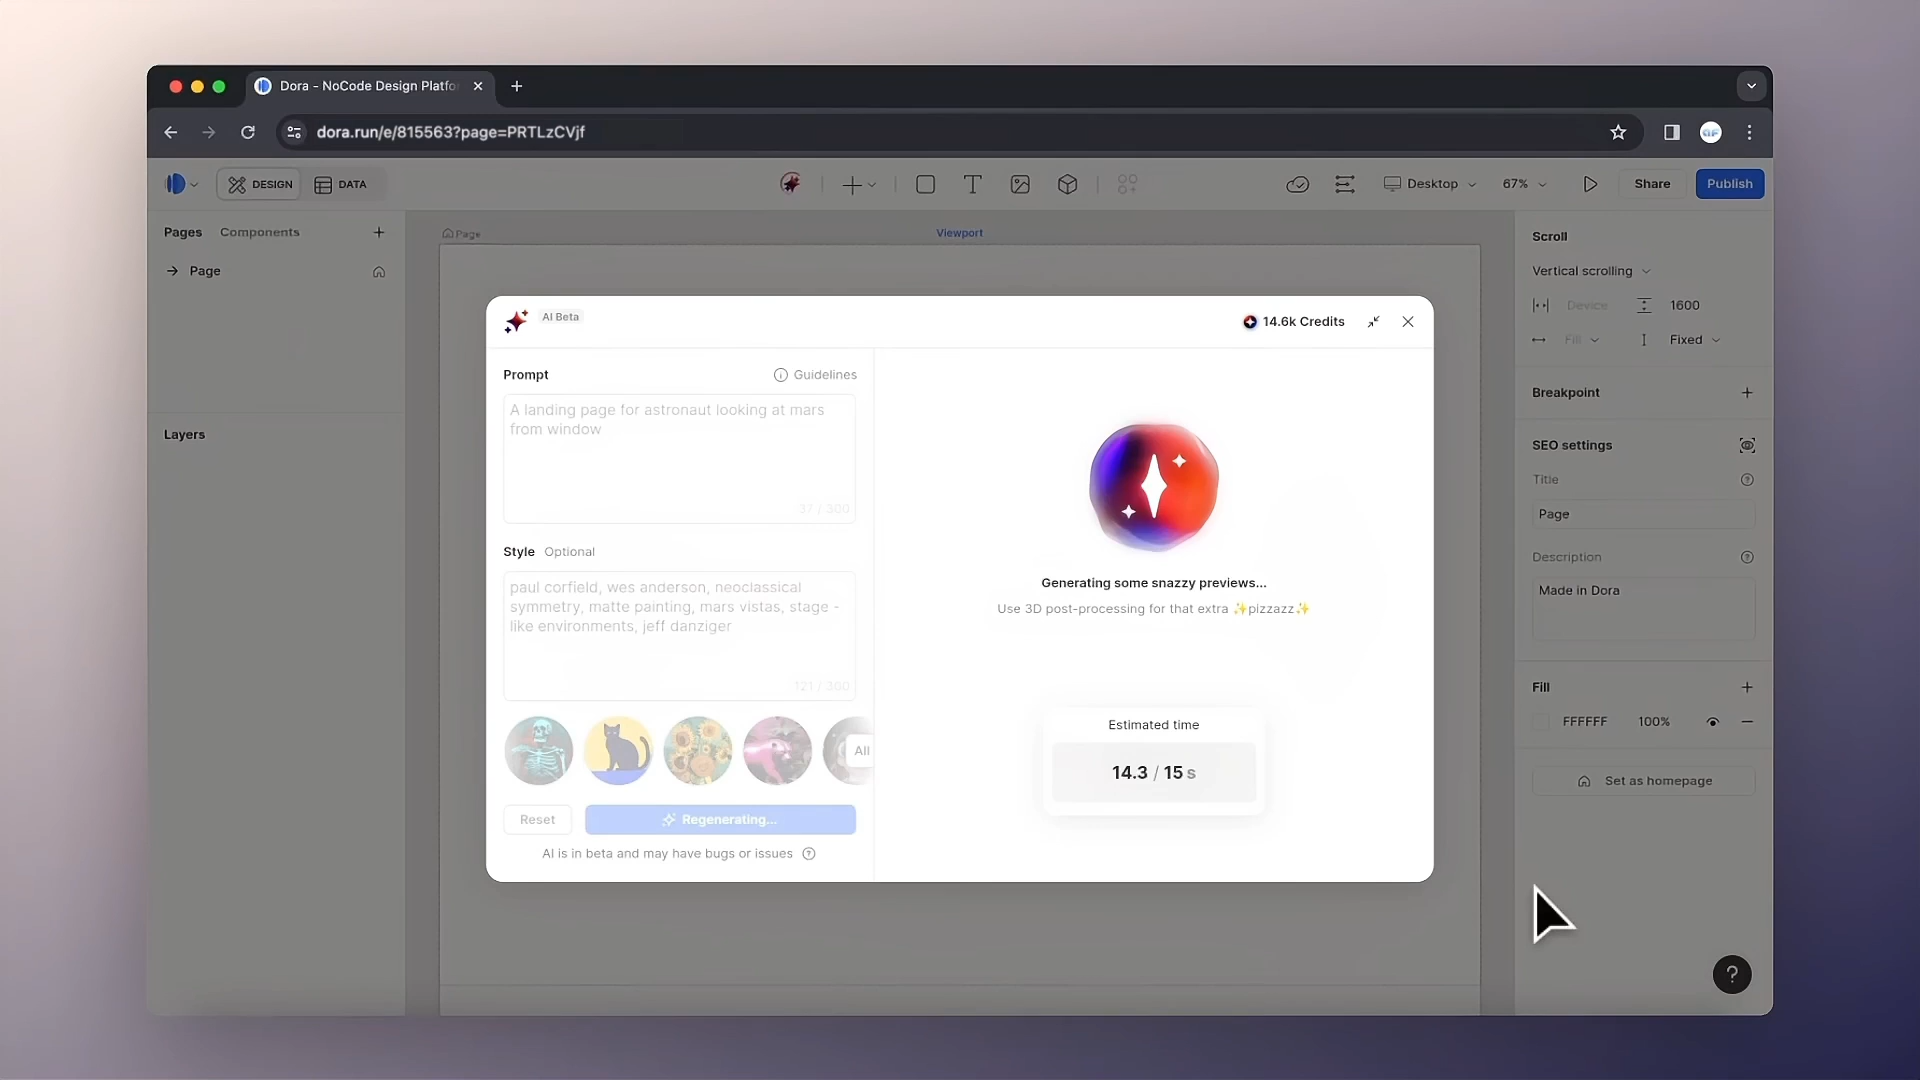 Dora - NoCode Design Platfo
dora.run/e/815563?page=PRTLzCVjf
DESIGN
DATA
Desktop
67%
Share
Publish
Pages
Components
Page
Layers
Page
Viewport
AI Beta
14.6k Credits
Prompt
Guidelines
A landing page for astronaut looking at mars
from window
37 / 300
Style Optional
paul corfield, wes anderson, neoclassical
symmetry, matte painting, mars vistas, stage -
like environments, jeff danziger
121 / 300
All
Reset
Regenerating...
AI is in beta and may have bugs or issues
Generating some snazzy previews...
Use 3D post-processing for that extra ✨pizzazz✨
Estimated time
14.3 / 15 s
Scroll
Vertical scrolling
Device
1600
Fill
Fixed
Breakpoint
SEO settings
Title
Page
Description
Made in Dora
Fill
FFFFFF
100%
Set as homepage